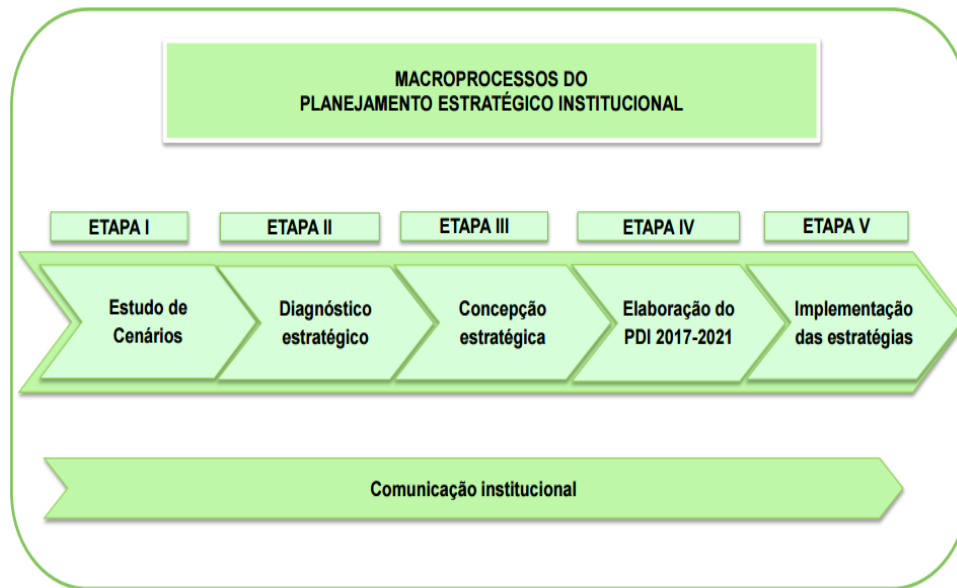 MACROPROCESSOS DO
PLANEJAMENTO ESTRATÉGICO INSTITUCIONAL
ETAPA I
Estudo de
Cenários
ETAPA II
Diagnóstico
estratégico
ETAPA III
Concepção
estratégica
ETAPA IV
Elaboração do
PDI 2017-2021
ETAPA V
Implementação
das estratégias
Comunicação institucional